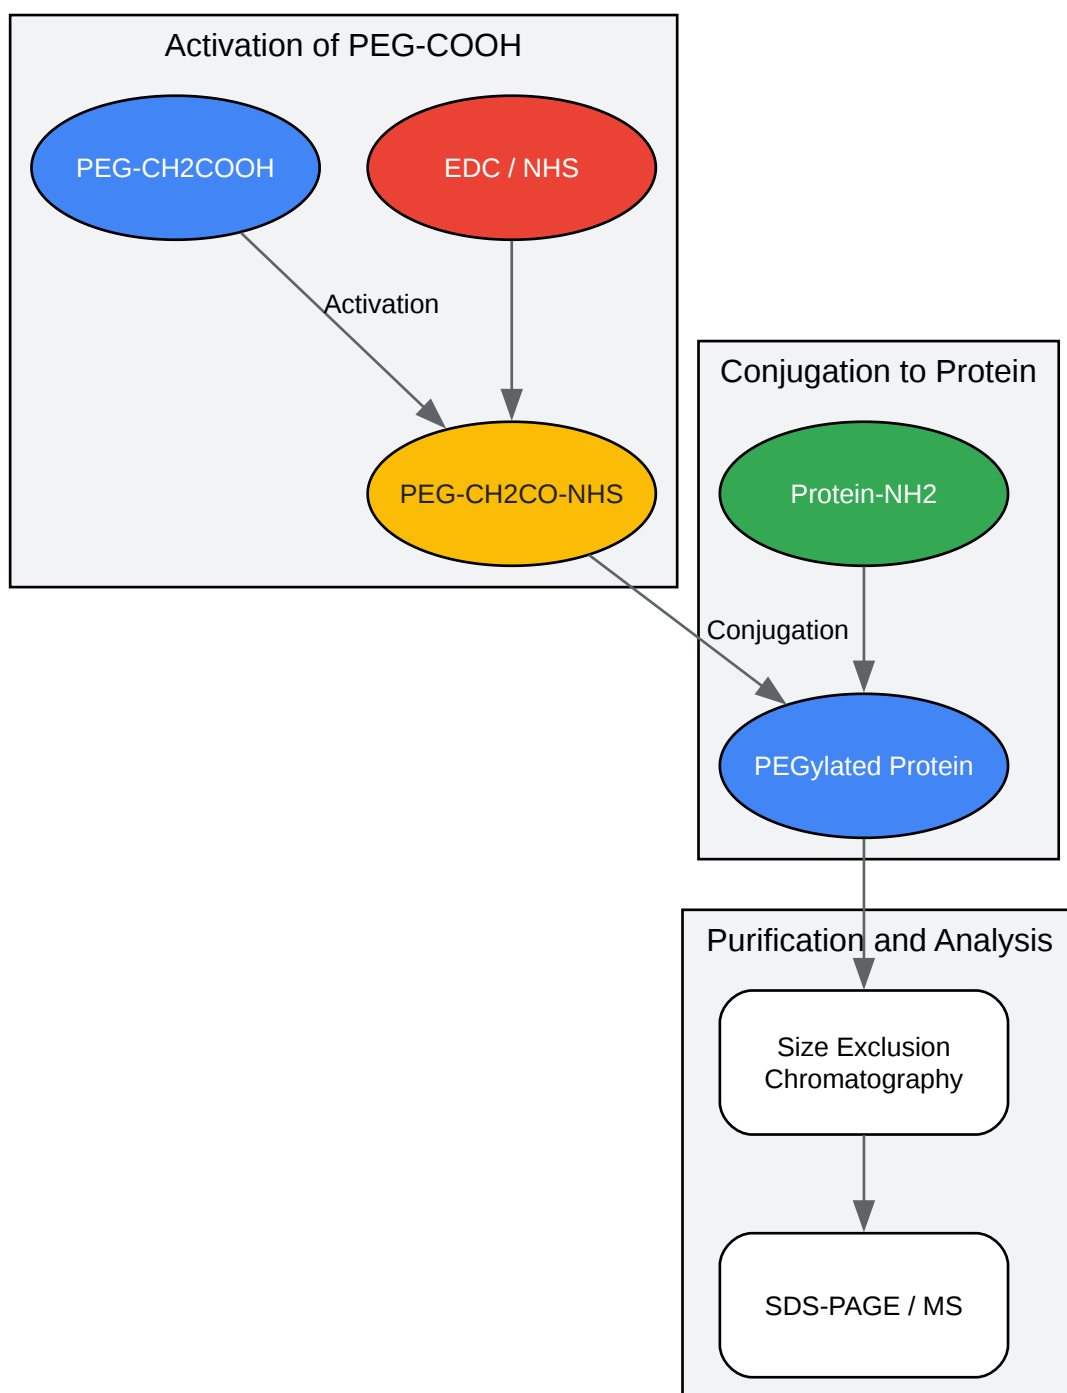 Activation of PEG-COOH
PEG-CH2COOH
EDC / NHS
Activation
PEG-CH2CO-NHS
Conjugation to Protein
Protein-NH2
Conjugation
PEGylated Protein
Purification and Analysis
Size Exclusion
Chromatography
SDS-PAGE / MS